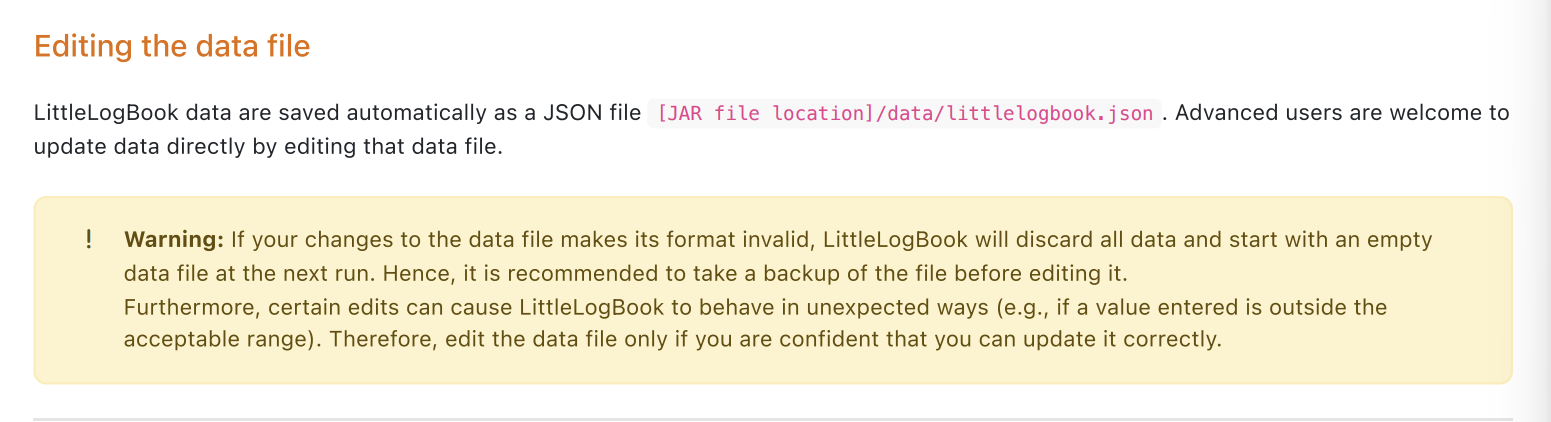 Editing the data file
LittleLogBook data are saved automatically as a JSON file [JAR file location]/data/littlelogbook.json . Advanced users are welcome to
update data directly by editing that data file.
! Warning: If your changes to the data file makes its format invalid, LittleLogBook will discard all data and start with an empty
data file at the next run. Hence, it is recommended to take a backup of the file before editing it.
Furthermore, certain edits can cause LittleLogBook to behave in unexpected ways (e.g., if a value entered is outside the
acceptable range). Therefore, edit the data file only if you are confident that you can update it correctly.